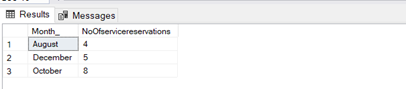 Results Messages
Month_ NoOfservicereservations
1 August 4
2 December 5
3 October 8